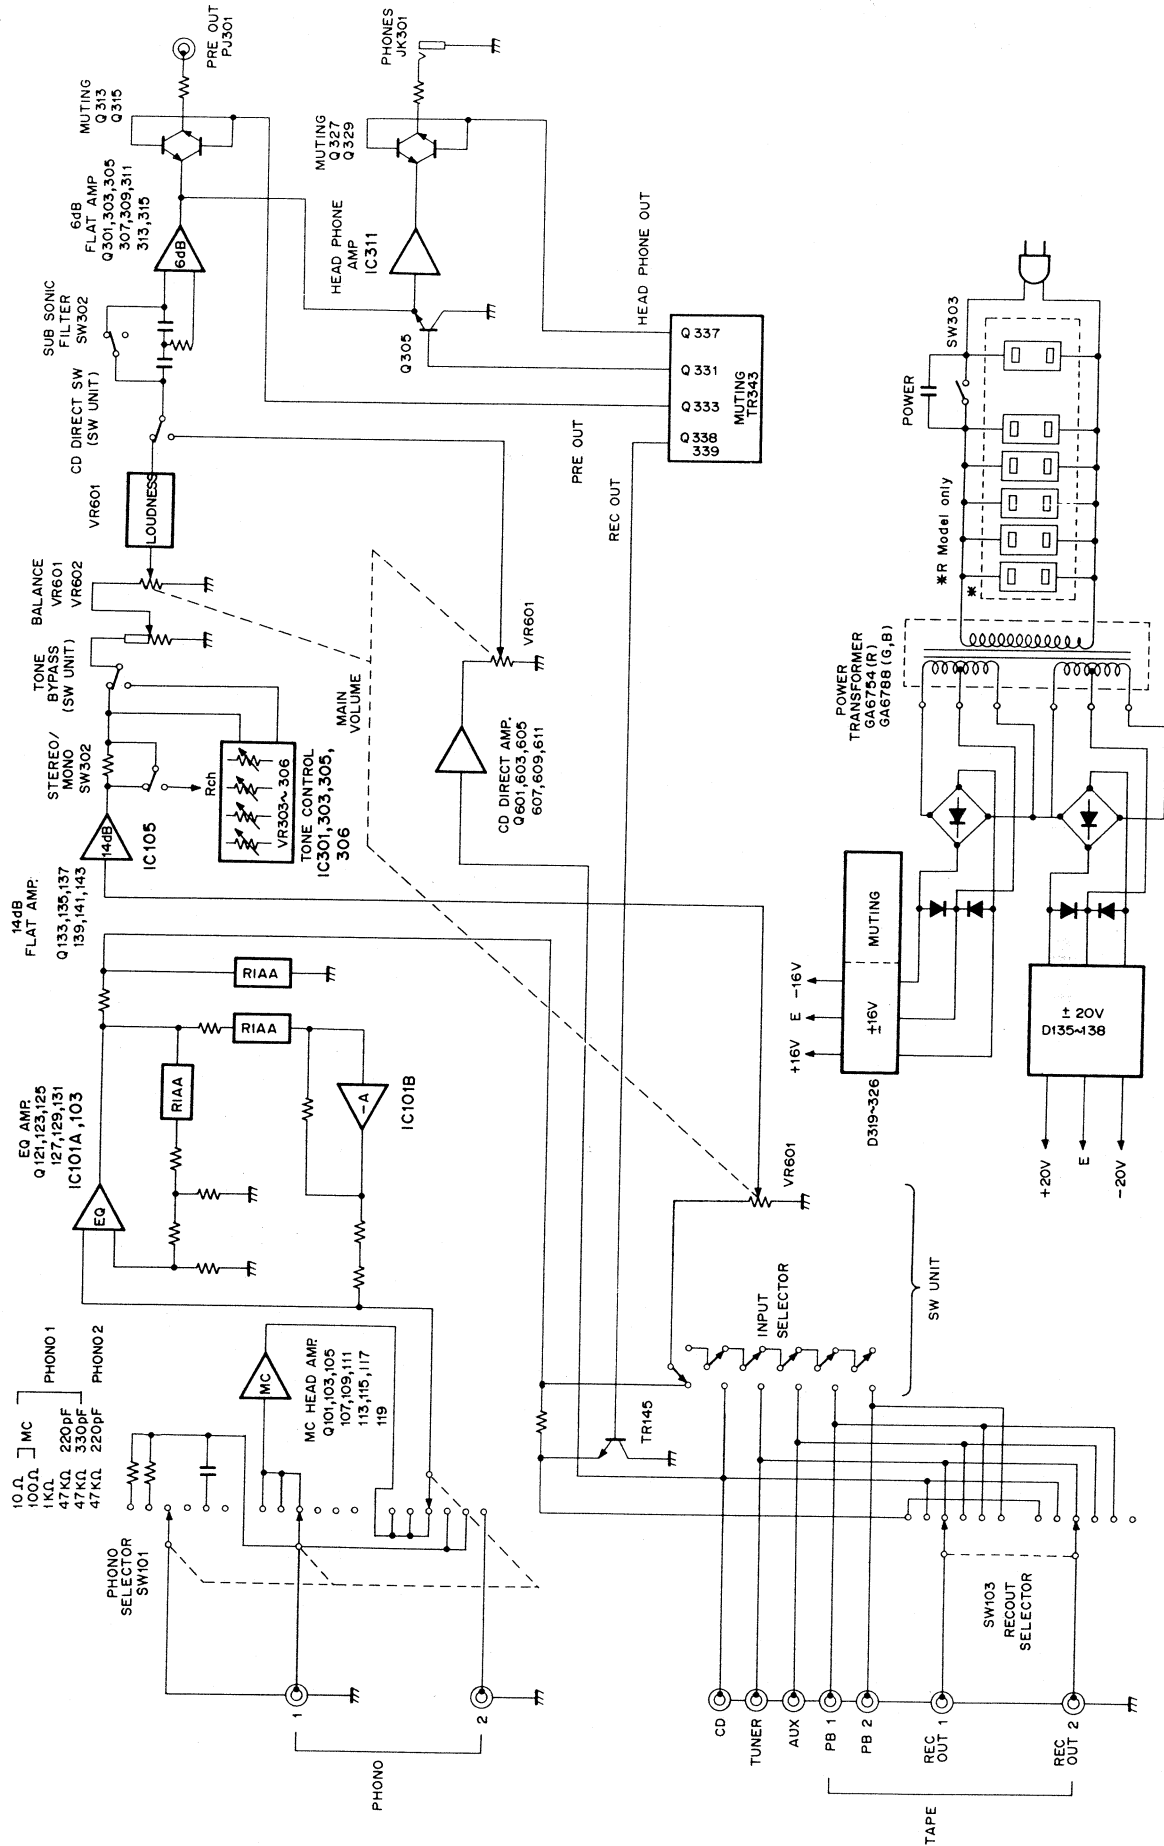 10Ω
100Ω
] MC
1KΩ
47KΩ 220pF
47KΩ 330pF
47KΩ 220pF
PHONO 1
PHONO 2
PHONO
SELECTOR
SW101
PHONO
1
2
MC
MC HEAD AMP.
Q101,103,105
107,109,111
113,115,117
119
EQ AMP.
Q121,123,125
127,129,131
IC101A,103
EQ
RIAA
RIAA
RIAA
-A
IC101B
14dB
FLAT AMP.
Q133,135,137
139,141,143
14dB
IC105
STEREO/
MONO
SW302
Rch
VR303~306
TONE CONTROL
IC301,303,305,
306
TONE
BYPASS
(SW UNIT)
BALANCE
VR601
VR602
VR601
LOUDNESS
CD DIRECT SW
(SW UNIT)
SUB SONIC
FILTER
SW302
6dB
FLAT AMP
Q301,303,305
307,309,311
313,315
6dB
MUTING
Q313
Q315
PRE OUT
PJ301
HEAD PHONE
AMP
IC311
MUTING
Q327
Q329
PHONES
JK301
Q305
MAIN
VOLUME
CD DIRECT AMP.
Q601,603,605
607,609,611
VR601
PRE OUT
REC OUT
HEAD PHONE OUT
Q338
339
Q333
Q331
Q337
MUTING
TR343
TR145
INPUT
SELECTOR
VR601
SW UNIT
CD
TUNER
AUX
PB 1
PB 2
REC
OUT 1
REC
OUT 2
TAPE
SW103
RECOUT
SELECTOR
D319~326
+16V
E
-16V
±16V
MUTING
+20V
E
-20V
±20V
D135~138
POWER
TRANSFORMER
GA6754(R)
GA6788(G,B)
*R Model only
*
POWER
SW303